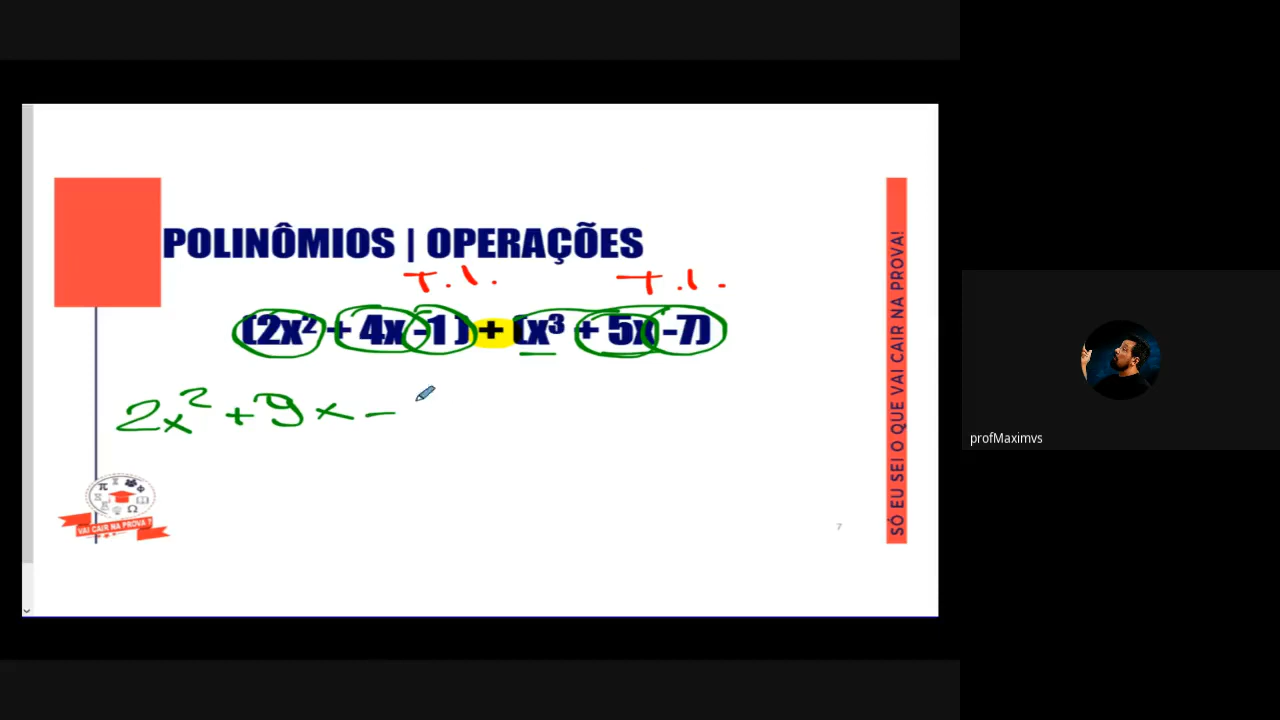 POLINÔMIOS | OPERAÇÕES
T.I. T.I.
(2x² + 4x -1 ) + (x³ + 5x -7)
2x² + 9x -
VAI CAIR NA PROVA ?
7
SÓ EU SEI O QUE VAI CAIR NA PROVA!
profMaximvs